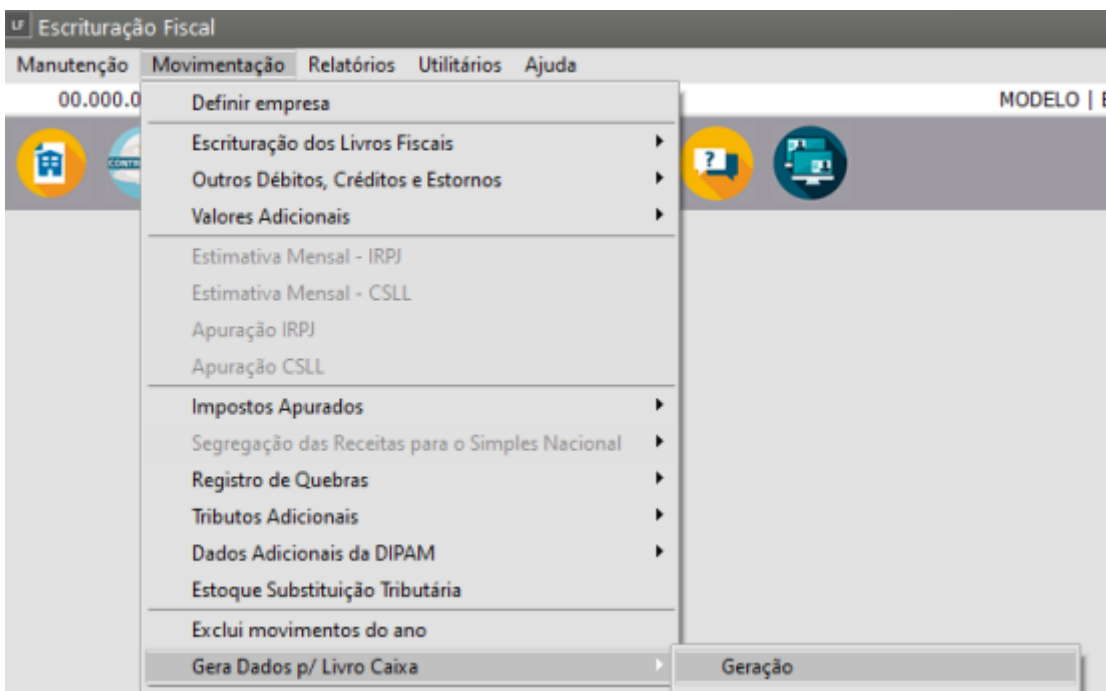 LF Escrituração Fiscal
Manutenção Movimentação Relatórios Utilitários Ajuda
00.000.0 MODELO |
Definir empresa
Escrituração dos Livros Fiscais
Outros Débitos, Créditos e Estornos
Valores Adicionais
Estimativa Mensal - IRPJ
Estimativa Mensal - CSLL
Apuração IRPJ
Apuração CSLL
Impostos Apurados
Segregação das Receitas para o Simples Nacional
Registro de Quebras
Tributos Adicionais
Dados Adicionais da DIPAM
Estoque Substituição Tributária
Exclui movimentos do ano
Gera Dados p/ Livro Caixa Geração